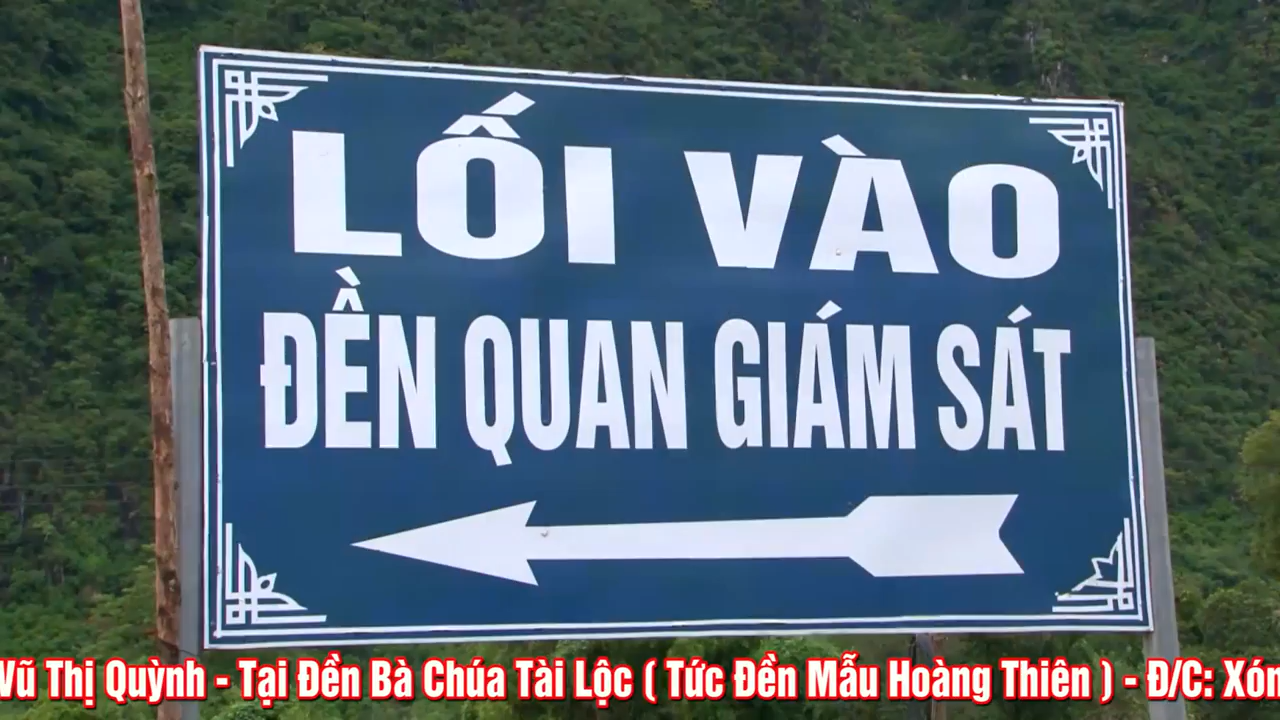 LỐI VÀO
ĐỀN QUAN GIÁM SÁT
Vũ Thị Quỳnh - Tại Đền Bà Chúa Tài Lộc ( Tức Đền Mẫu Hoàng Thiên ) - Đ/C: Xóm